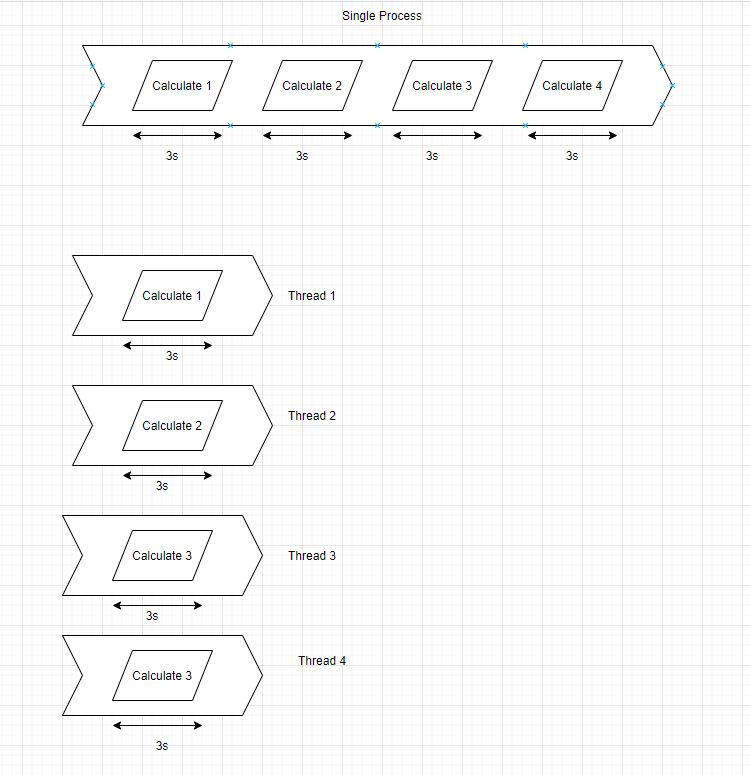 Single Process
Calculate 1
Calculate 2
Calculate 3
Calculate 4
3s
3s
3s
3s
Calculate 1
Thread 1
3s
Calculate 2
Thread 2
3s
Calculate 3
Thread 3
3s
Calculate 3
Thread 4
3s